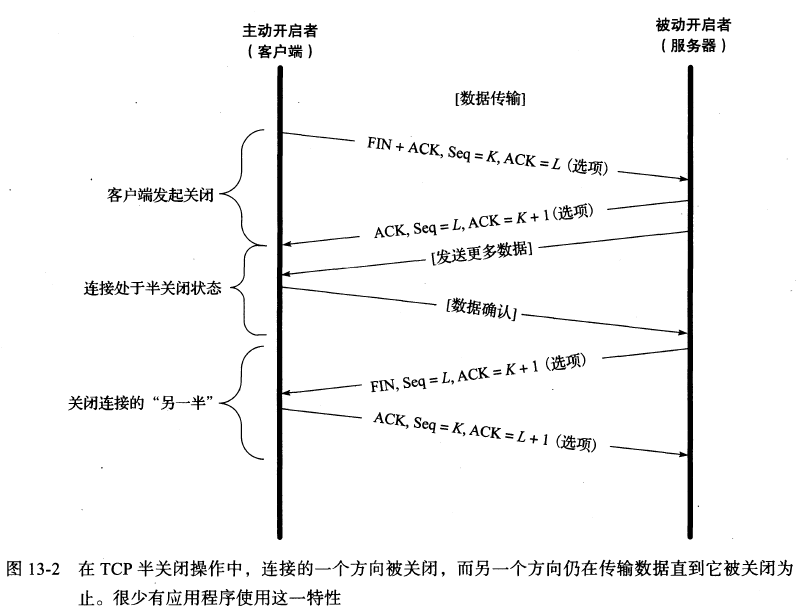 主动开启者
（客户端）
被动开启者
（服务器）
[数据传输]
FIN + ACK, Seq = K, ACK = L (选项)
客户端发起关闭
ACK, Seq = L, ACK = K + 1 (选项)
[发送更多数据]
连接处于半关闭状态
[数据确认]
FIN, Seq = L, ACK = K + 1 (选项)
关闭连接的“另一半”
ACK, Seq = K, ACK = L + 1 (选项)
图 13-2 在 TCP 半关闭操作中，连接的一个方向被关闭，而另一个方向仍在传输数据直到它被关闭为
止。很少有应用程序使用这一特性